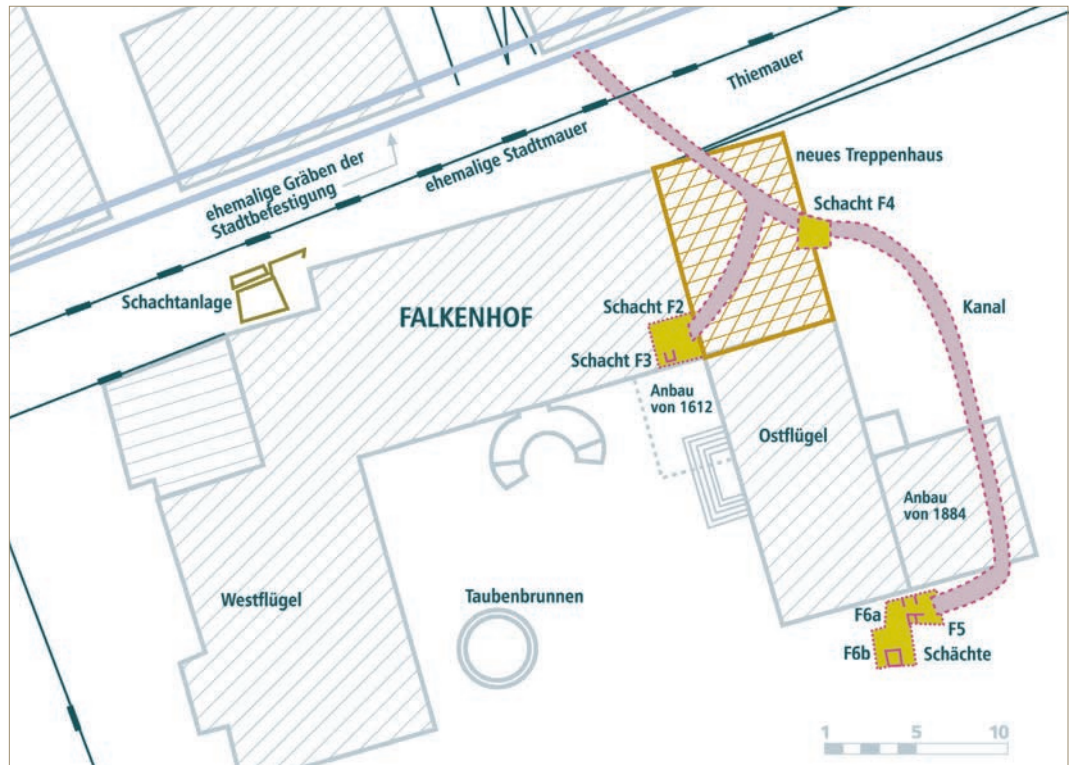 Thiemauer
ehemalige Gräben der
Stadtbefestigung
ehemalige Stadtmauer
neues Treppenhaus
Schacht F4
Schachtanlage
FALKENHOF
Schacht F2
Kanal
Schacht F3
Anbau
von 1612
Ostflügel
Anbau
von 1884
Westflügel
Taubenbrunnen
F6a
F5
F6b
Schächte
1
5
10